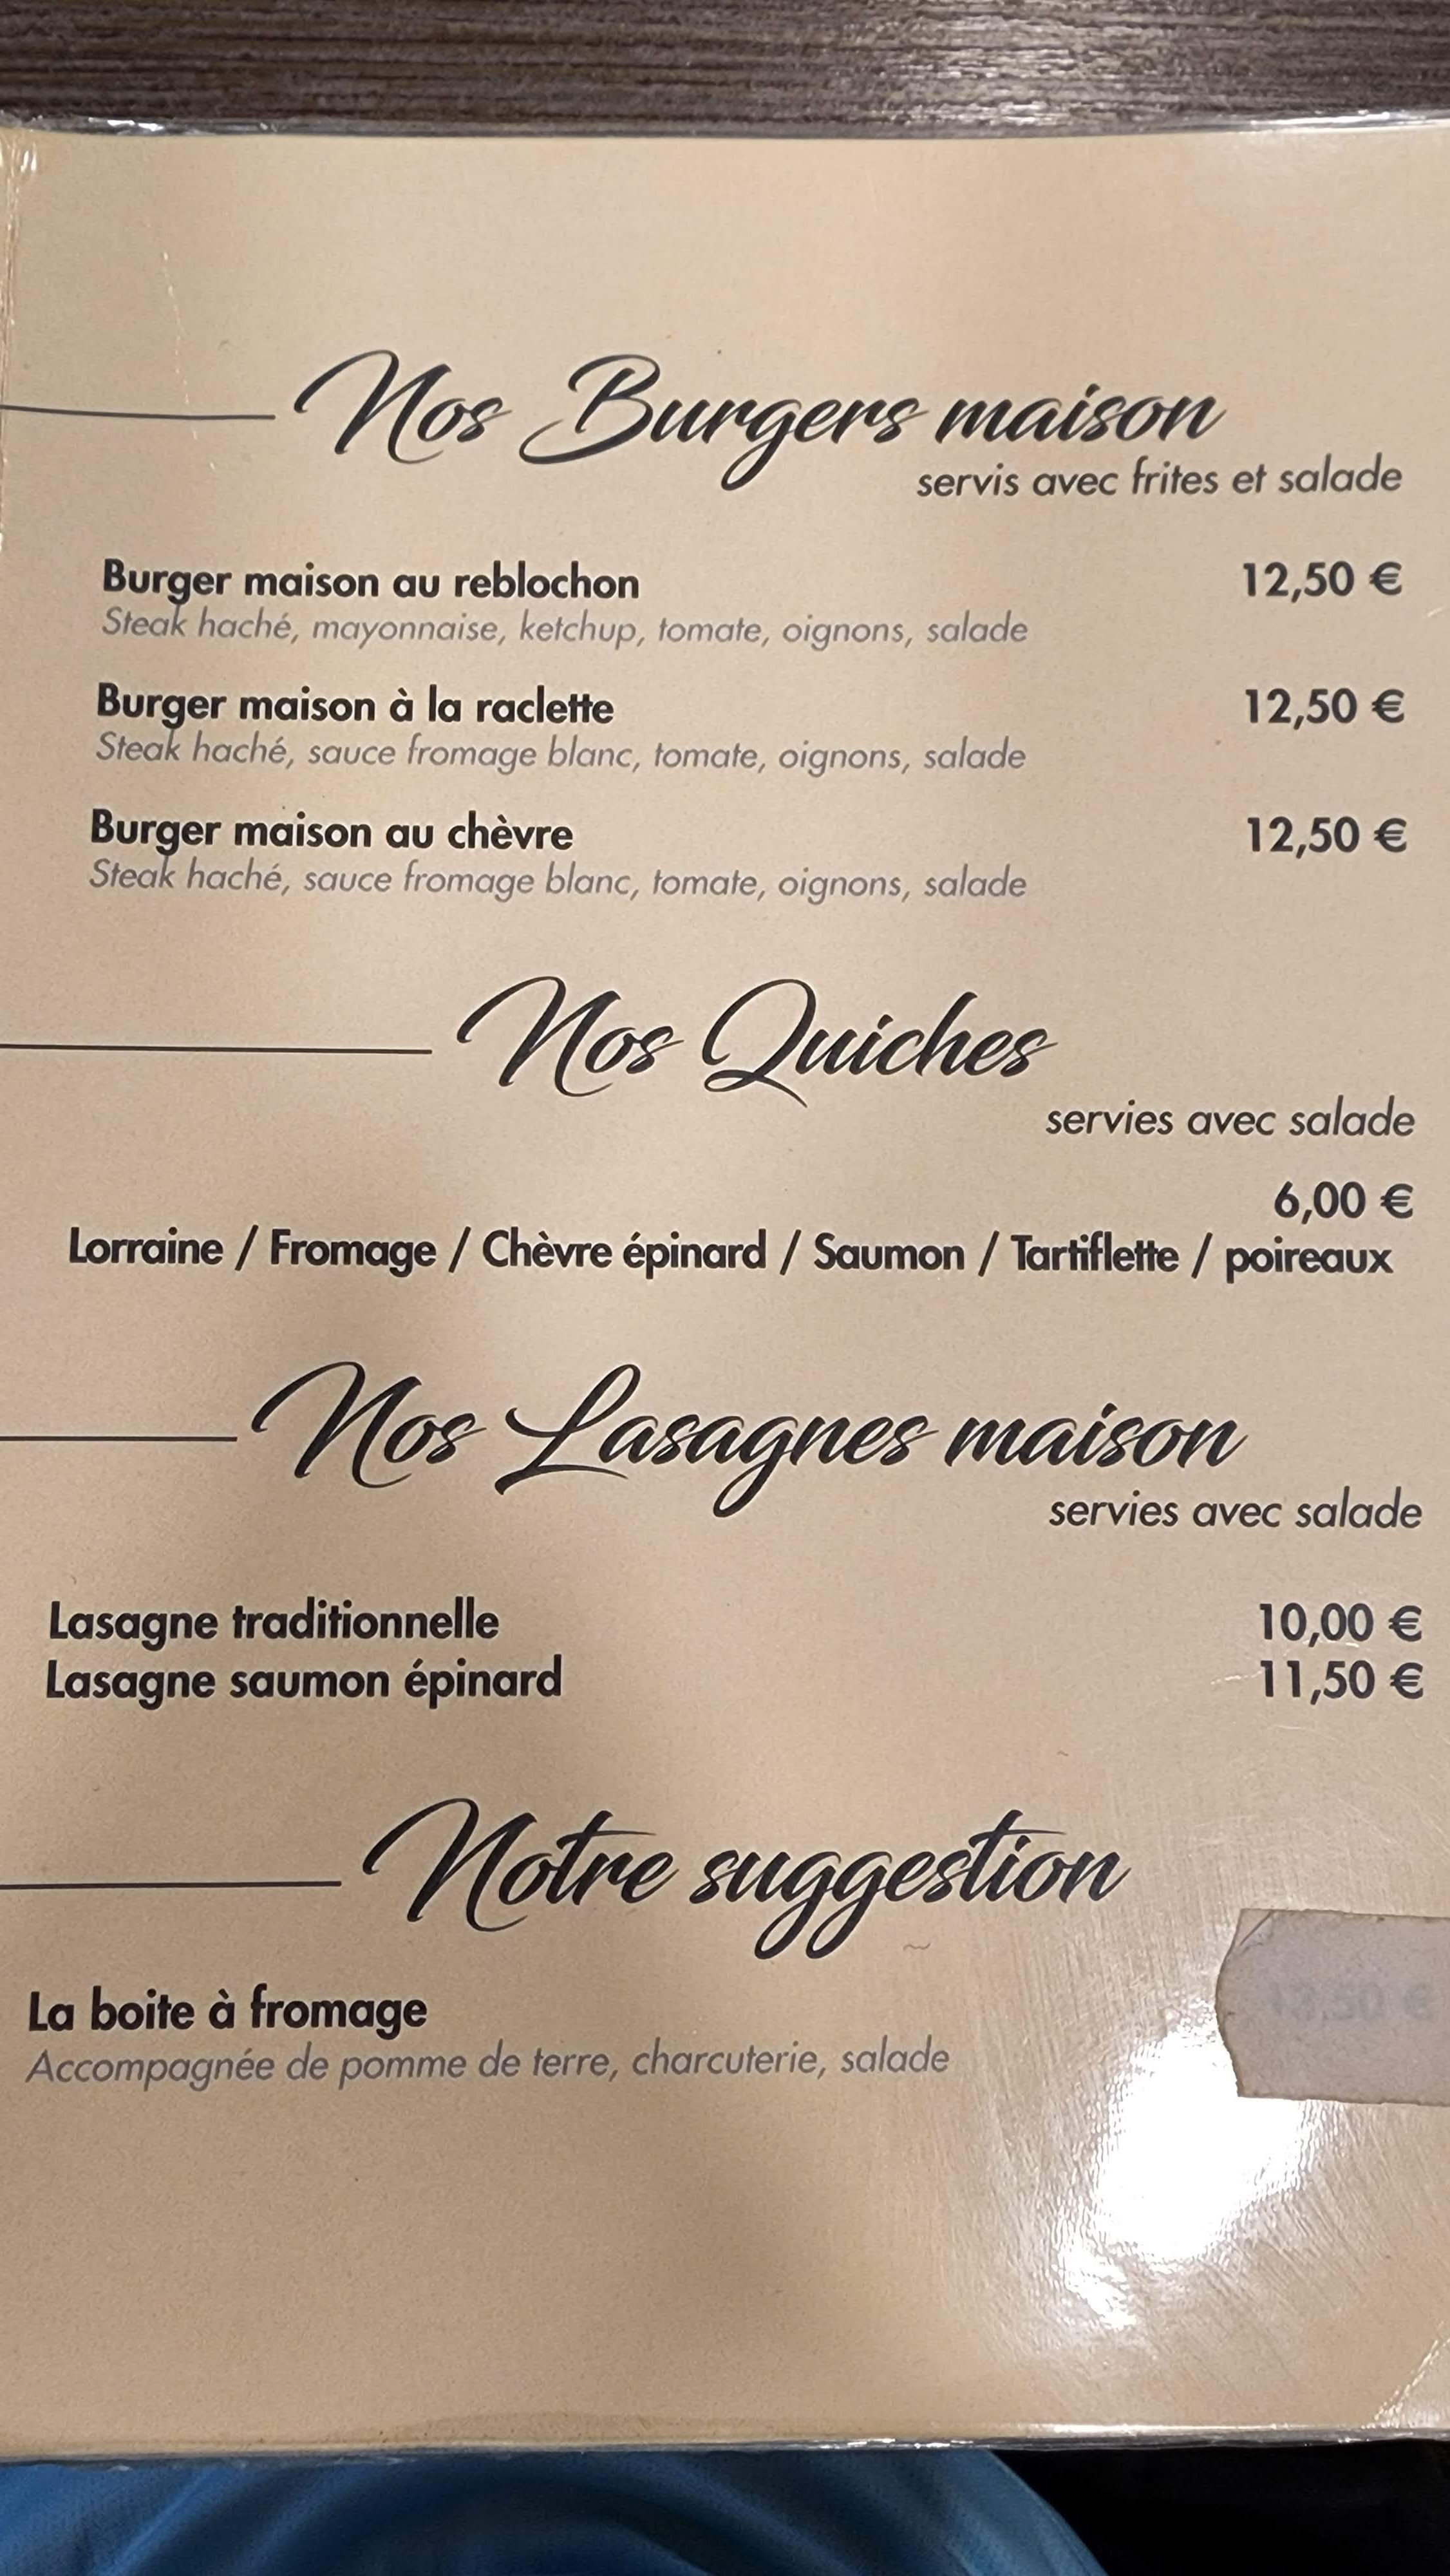 Nos Burgers maison
servis avec frites et salade
Burger maison au reblochon 12,50 €
Steak haché, mayonnaise, ketchup, tomate, oignons, salade
Burger maison à la raclette 12,50 €
Steak haché, sauce fromage blanc, tomate, oignons, salade
Burger maison au chèvre 12,50 €
Steak haché, sauce fromage blanc, tomate, oignons, salade
Nos Quiches
servies avec salade
6,00 €
Lorraine / Fromage / Chèvre épinard / Saumon / Tartiflette / poireaux
Nos Lasagnes maison
servies avec salade
Lasagne traditionnelle 10,00 €
Lasagne saumon épinard 11,50 €
Notre suggestion
La boite à fromage
Accompagnée de pomme de terre, charcuterie, salade